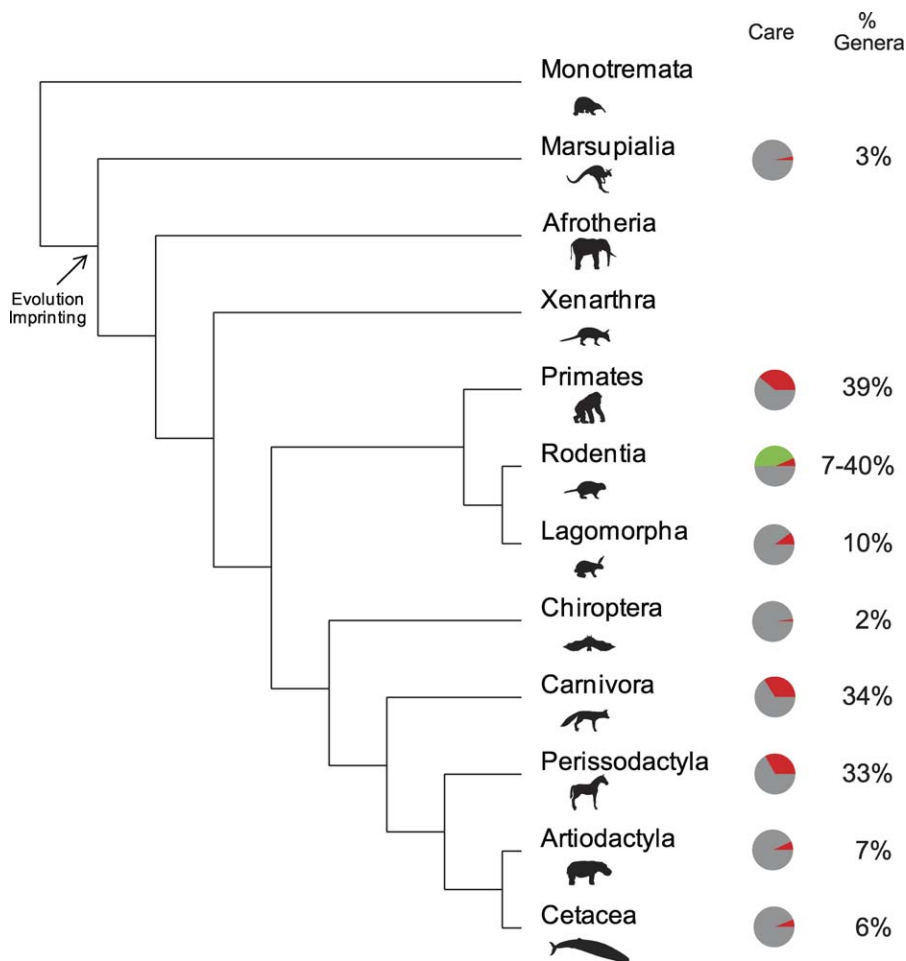 Care
%
Genera
Monotremata
Marsupialia
3%
Afrotheria
Evolution
Imprinting
Xenarthra
Primates
39%
Rodentia
7-40%
Lagomorpha
10%
Chiroptera
2%
Carnivora
34%
Perissodactyla
33%
Artiodactyla
7%
Cetacea
6%